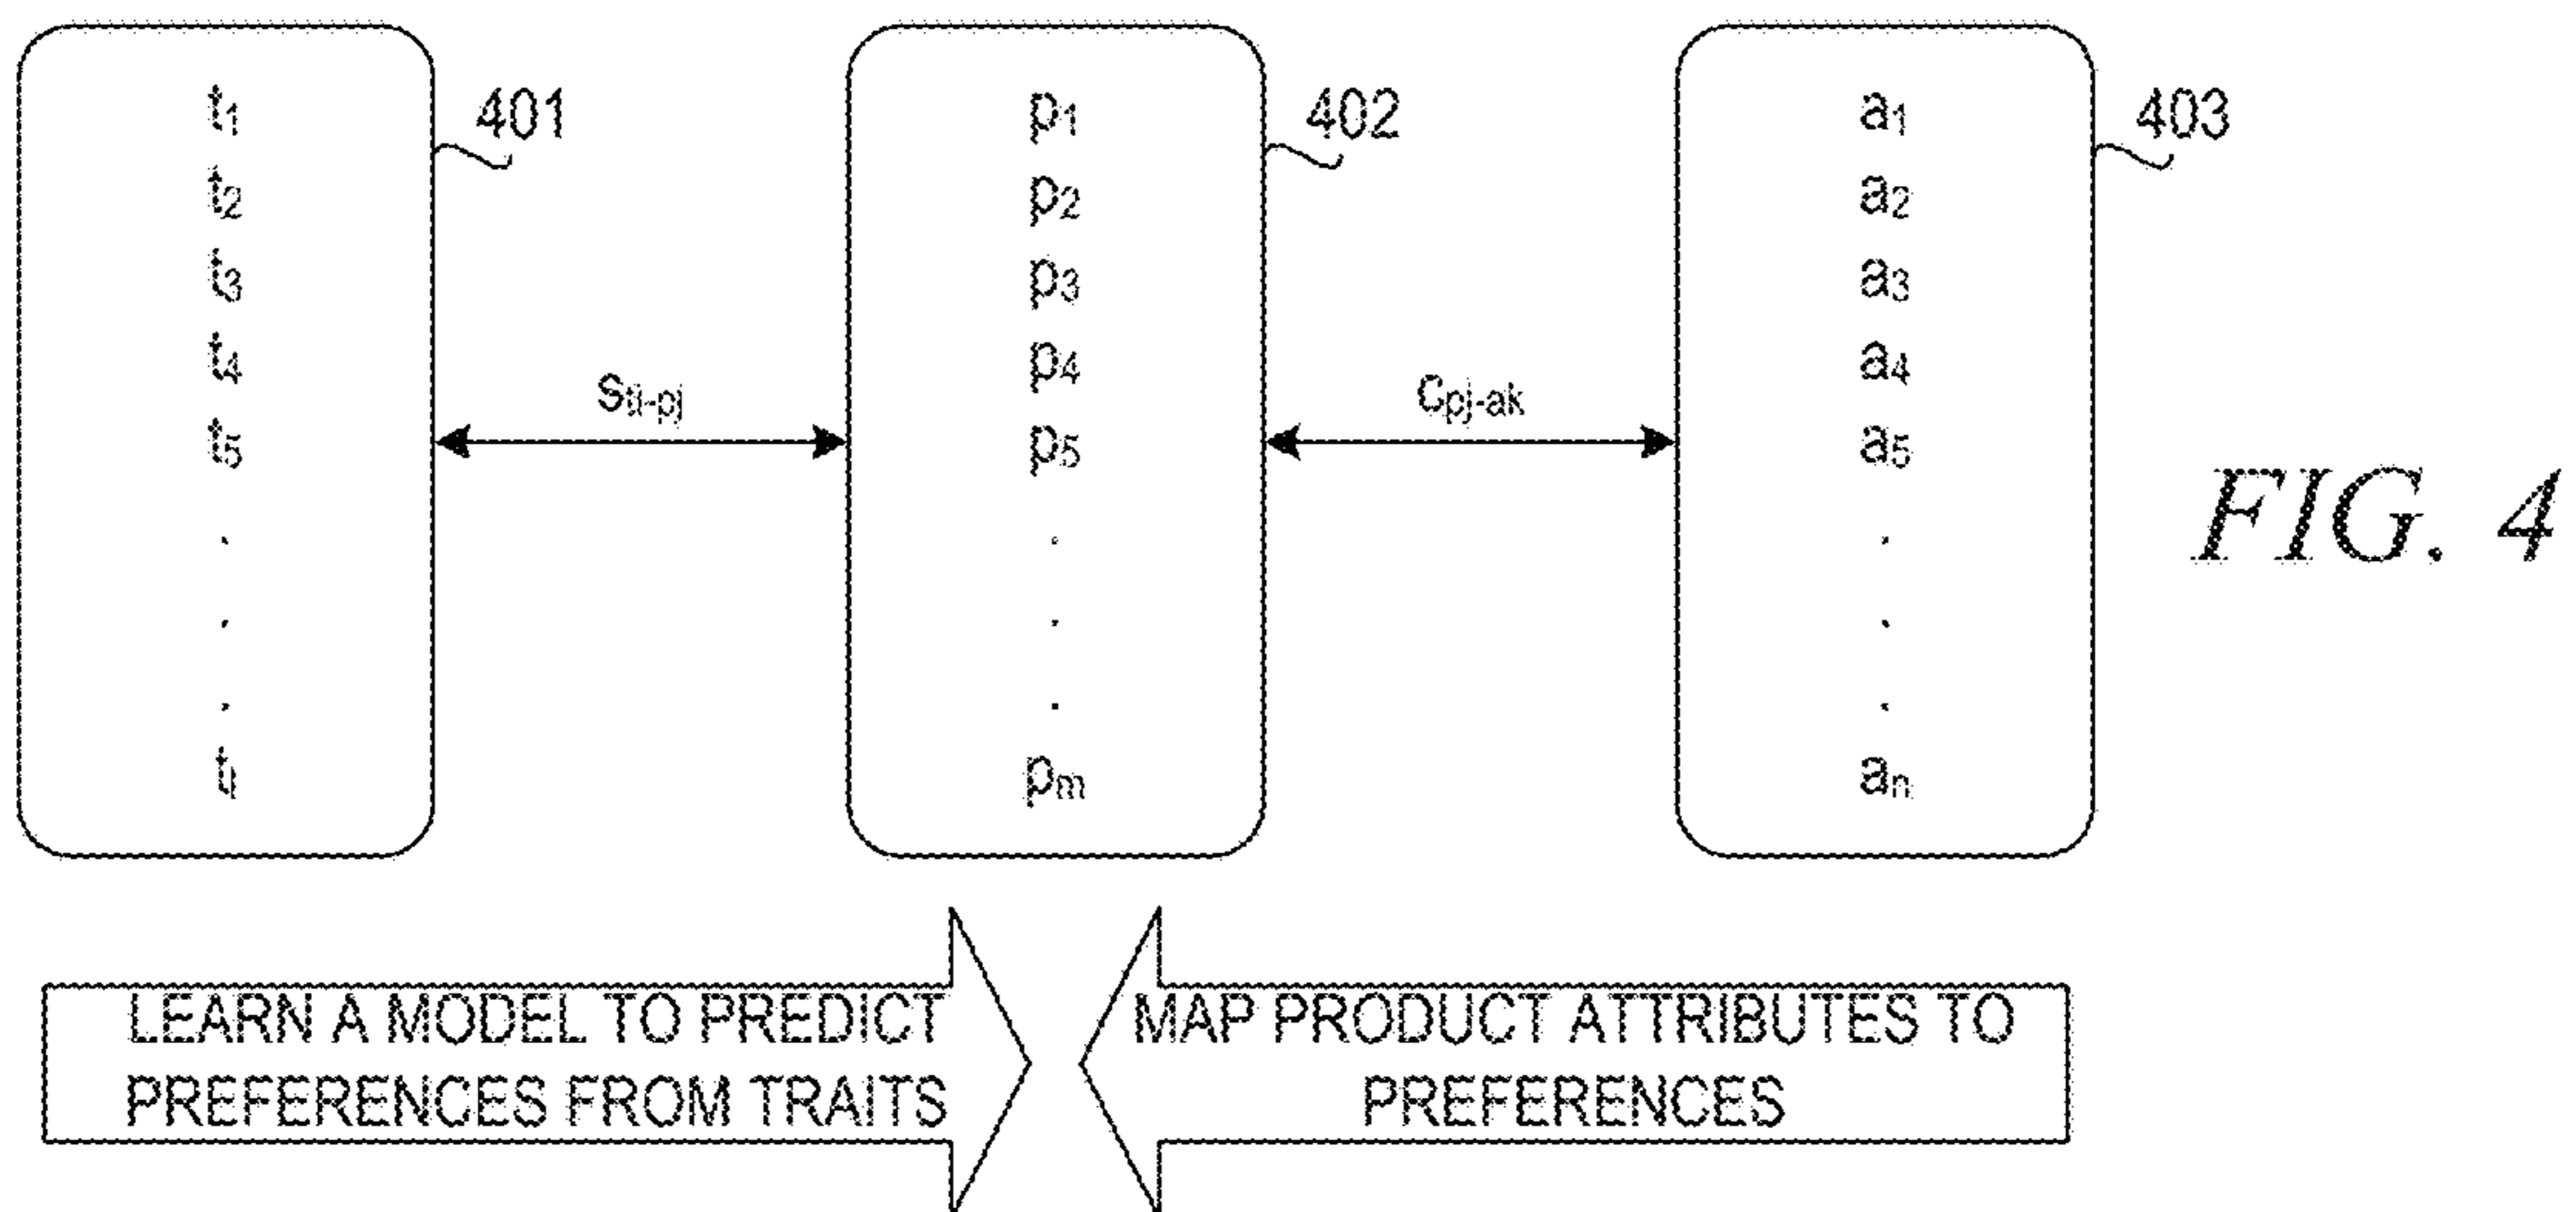 t1
t2
t3
t4
t5
.
.
.
tl
401
Sti-pj
p1
p2
p3
p4
p5
.
.
.
pm
402
Cpj-ak
a1
a2
a3
a4
a5
.
.
.
an
403
FIG. 4
LEARN A MODEL TO PREDICT
PREFERENCES FROM TRAITS
MAP PRODUCT ATTRIBUTES TO
PREFERENCES